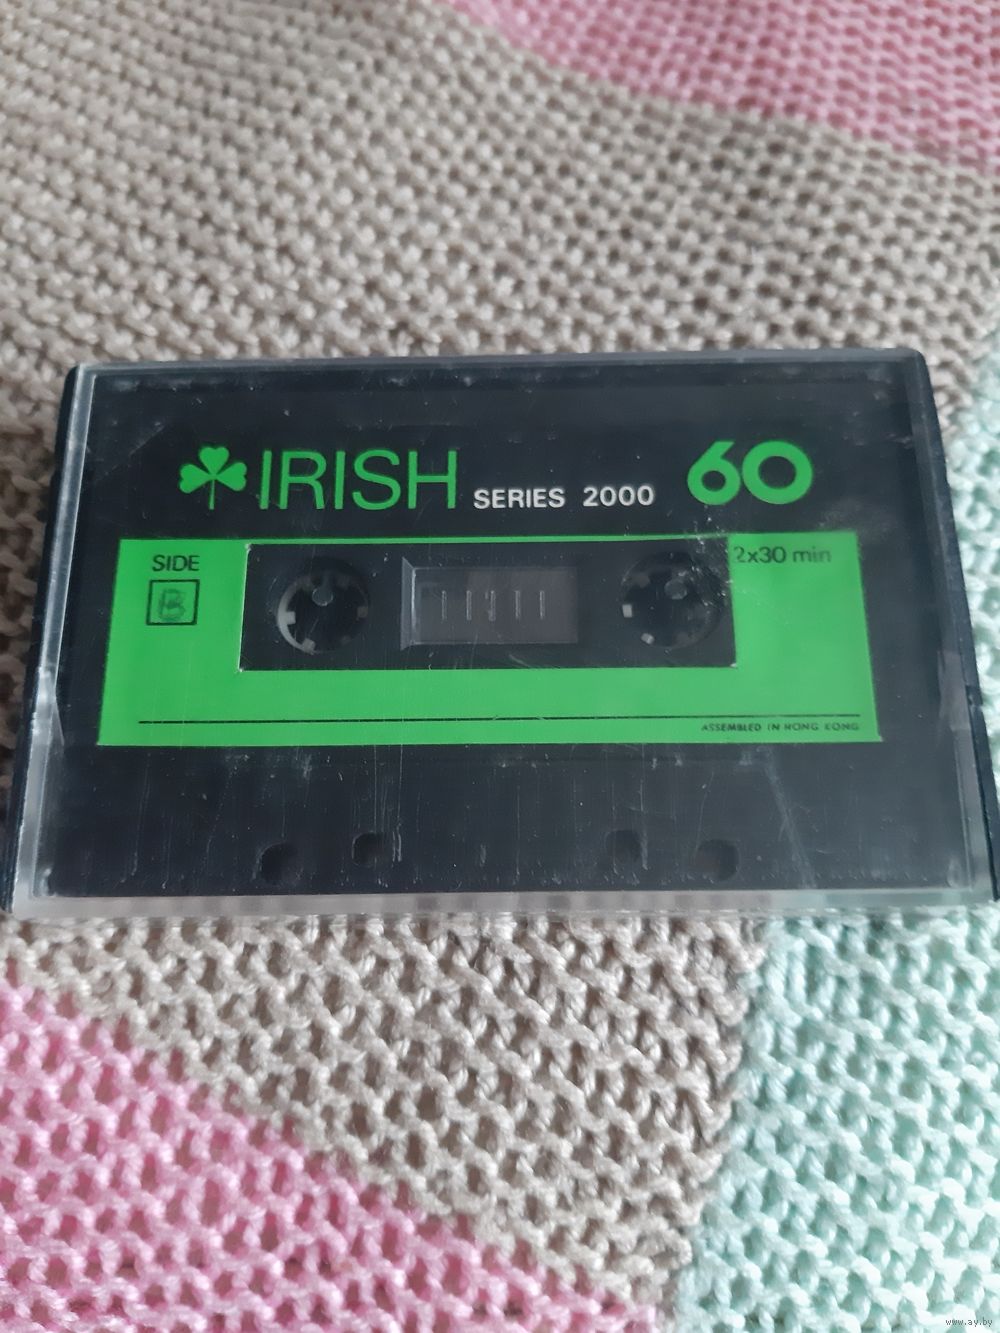 IRISH SERIES 2000 60
SIDE
B
2x30 min
ASSEMBLED IN HONG KONG
www.ay.by